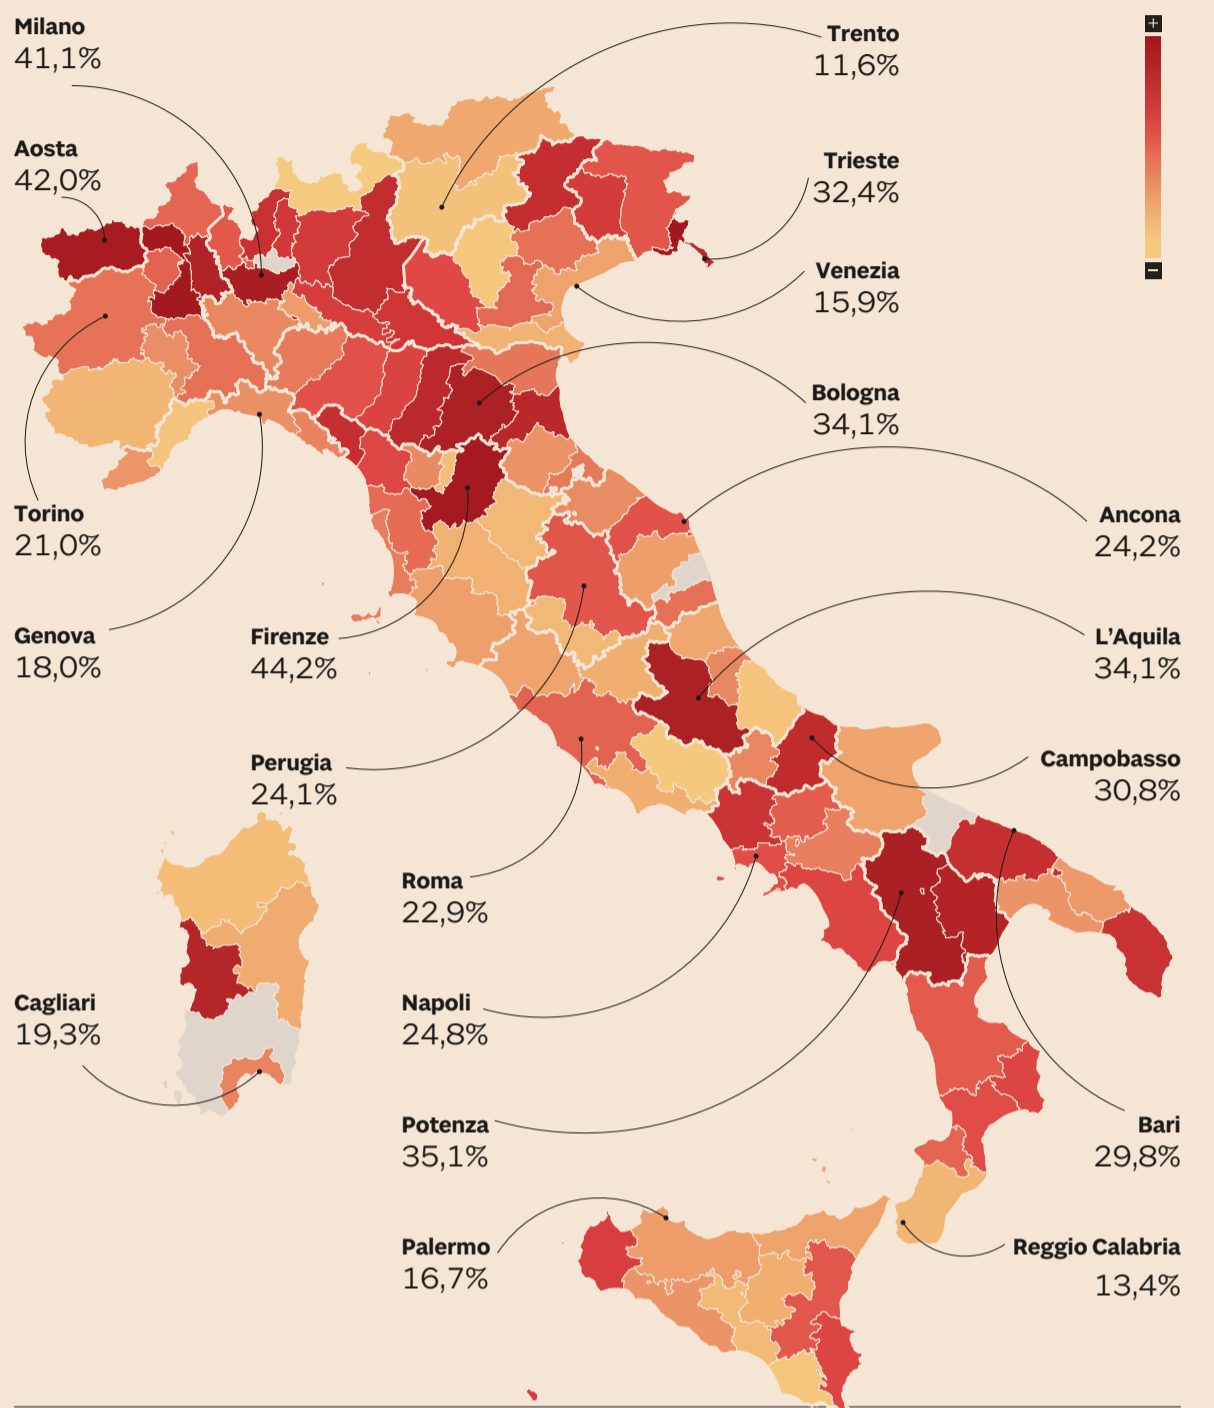 Milano
41,1%
Trento
11,6%
+
Aosta
42,0%
Trieste
32,4%
Venezia
15,9%
−
Bologna
34,1%
Torino
21,0%
Ancona
24,2%
Genova
18,0%
Firenze
44,2%
L'Aquila
34,1%
Perugia
24,1%
Campobasso
30,8%
Roma
22,9%
Cagliari
19,3%
Napoli
24,8%
Potenza
35,1%
Bari
29,8%
Palermo
16,7%
Reggio Calabria
13,4%